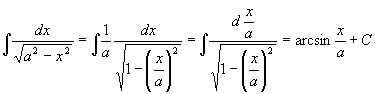 ∫ dx / √(a² − x²) = ∫ (1/a) dx / √(1 − (x/a)²) = ∫ d(x/a) / √(1 − (x/a)²) = arcsin x/a + C